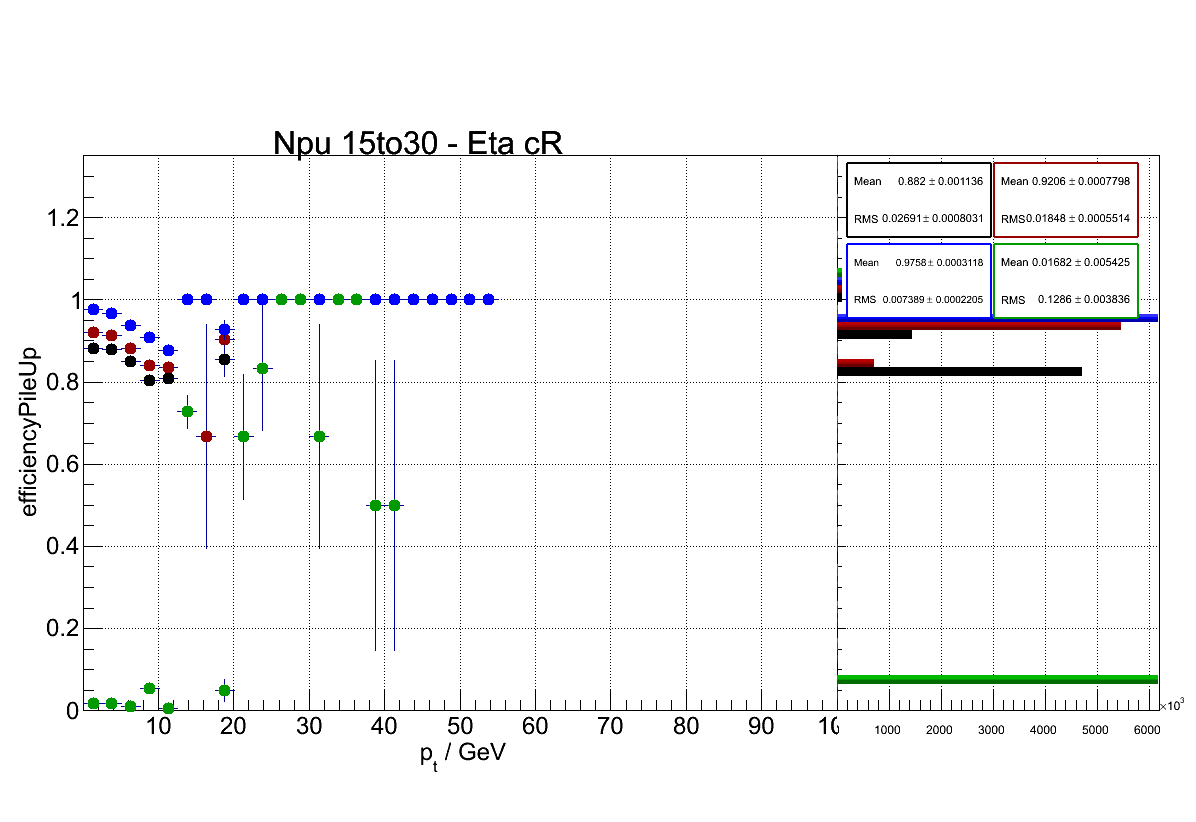 Npu 15to30 - Eta cR
efficiencyPileUp
1.2
1
0.8
0.6
0.4
0.2
0
10 20 30 40 50 60 70 80 90 10
p_t / GeV
Mean 0.882 ± 0.001136
RMS 0.02691 ± 0.0008031
Mean 0.9206 ± 0.0007798
RMS 0.01848 ± 0.0005514
Mean 0.9758 ± 0.0003118
RMS 0.007389 ± 0.0002205
Mean 0.01682 ± 0.005425
RMS 0.1286 ± 0.003836
1000 2000 3000 4000 5000 6000
×10³